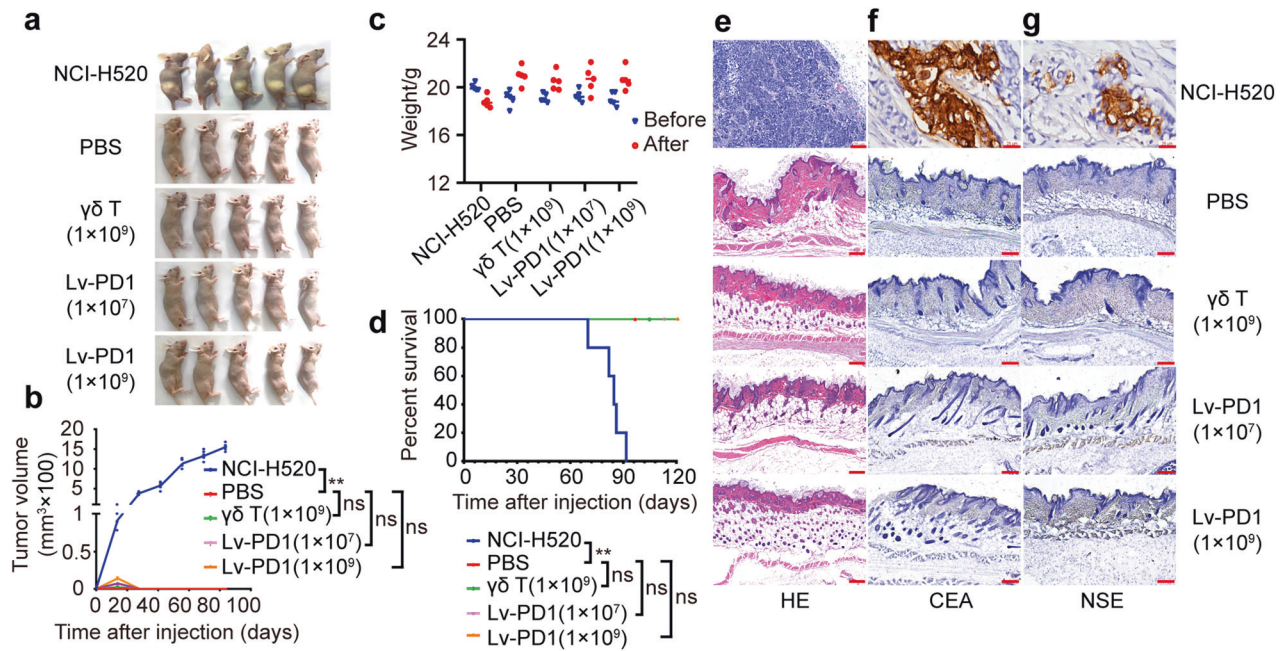 a
NCI-H520
PBS
γδ T
(1×10⁹)
Lv-PD1
(1×10⁷)
Lv-PD1
(1×10⁹)
b
Tumor volume
(mm³×100)
20
15
10
5
1
0.5
0
0 20 40 60 80 100
Time after injection (days)
NCI-H520
PBS
γδ T(1×10⁹)
Lv-PD1(1×10⁷)
Lv-PD1(1×10⁹)
**
ns
ns
ns
c
Weight/g
24
20
16
12
Before
After
NCI-H520
PBS
γδ T(1×10⁹)
Lv-PD1(1×10⁷)
Lv-PD1(1×10⁹)
d
Percent survival
100
80
60
40
20
0
0 30 60 90 120
Time after injection (days)
NCI-H520
PBS
γδ T(1×10⁹)
Lv-PD1(1×10⁷)
Lv-PD1(1×10⁹)
**
ns
ns
ns
e
f
g
NCI-H520
PBS
γδ T
(1×10⁹)
Lv-PD1
(1×10⁷)
Lv-PD1
(1×10⁹)
HE
CEA
NSE